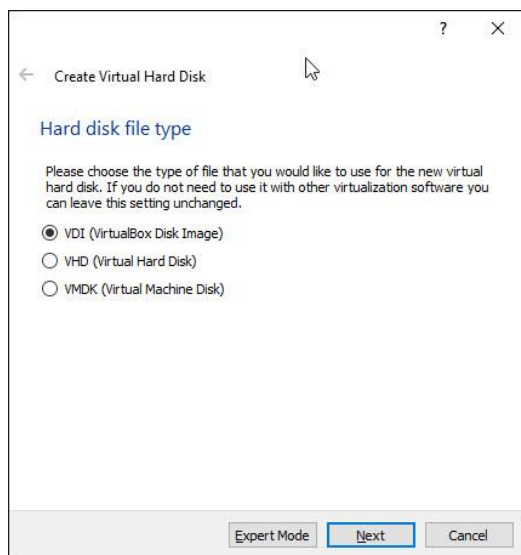 ?
Create Virtual Hard Disk
Hard disk file type
Please choose the type of file that you would like to use for the new virtual
hard disk. If you do not need to use it with other virtualization software you
can leave this setting unchanged.
VDI (VirtualBox Disk Image)
VHD (Virtual Hard Disk)
VMDK (Virtual Machine Disk)
Expert Mode Next Cancel